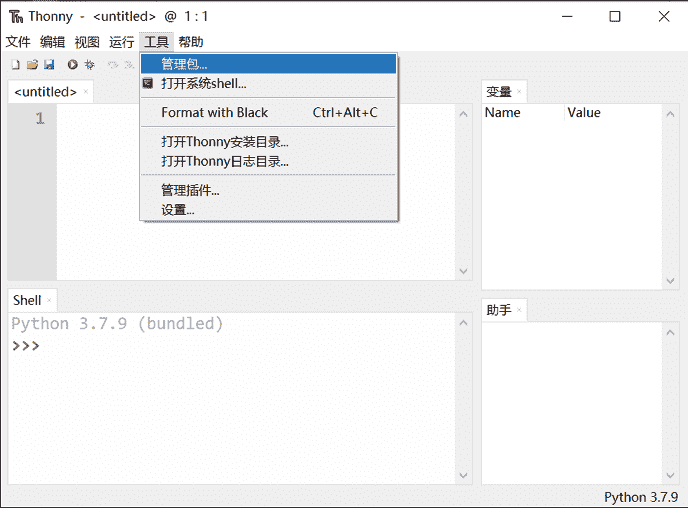 Thonny - <untitled> @ 1 : 1
文件 编辑 视图 运行 工具 帮助
管理包...
打开系统shell...
Format with Black Ctrl+Alt+C
打开Thonny安装目录...
打开Thonny日志目录...
管理插件...
设置...
<untitled> ×
1
变量 ×
Name Value
Shell ×
Python 3.7.9 (bundled)
>>>
助手 ×
Python 3.7.9